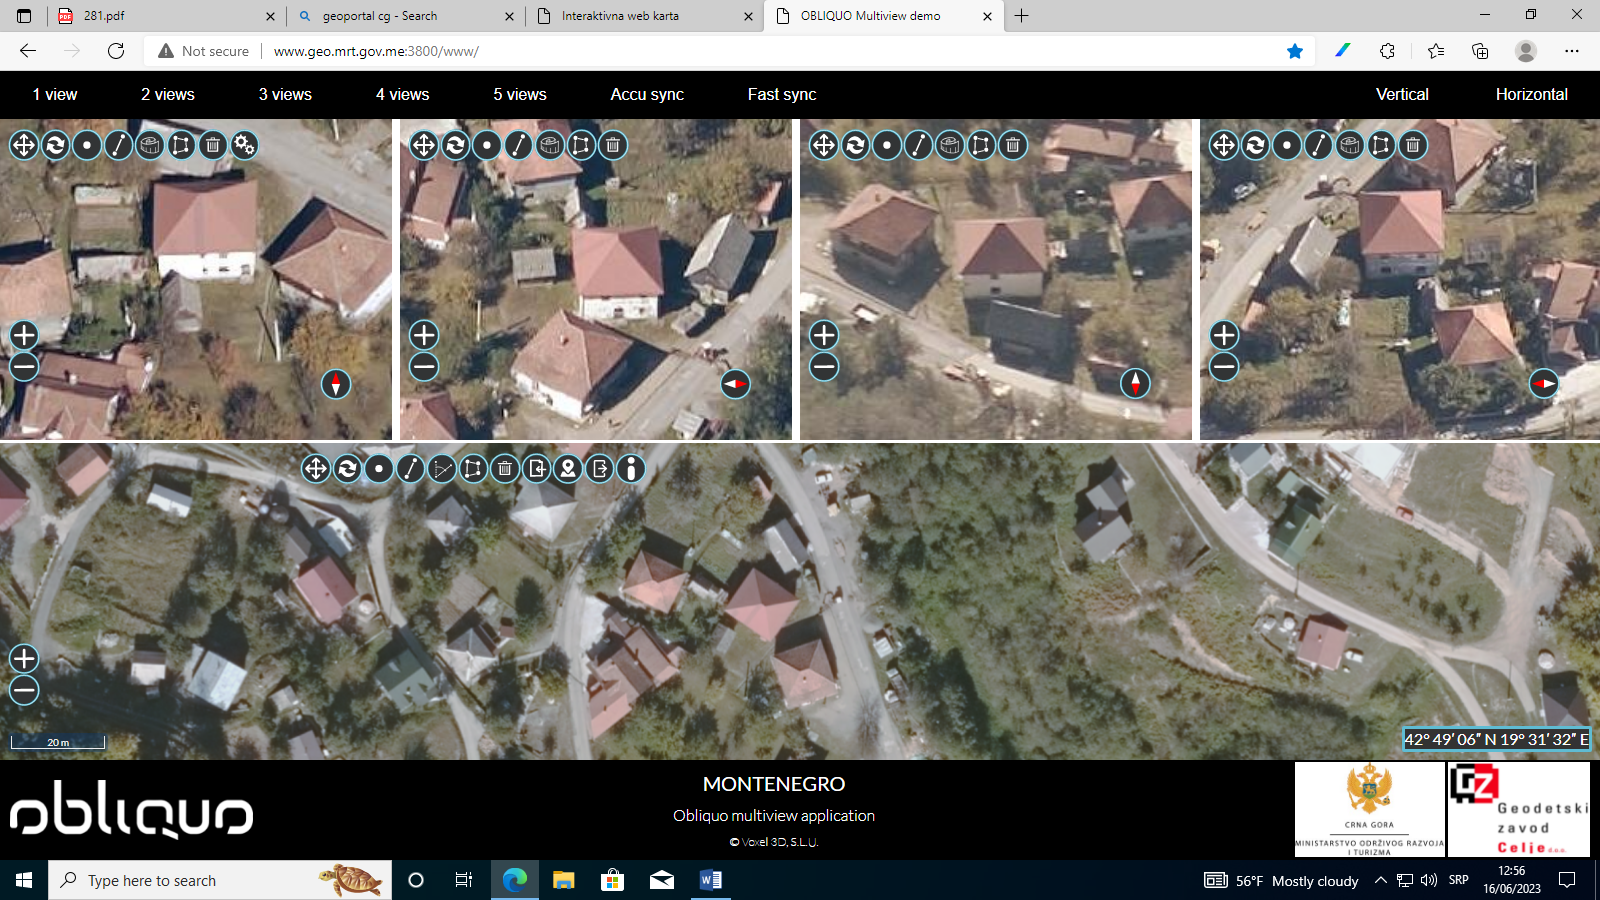 281.pdf
geoportal cg - Search
Interaktivna web karta
OBLIQUO Multiview demo
Not secure
www.geo.mrt.gov.me:3800/www/
1 view 2 views 3 views 4 views 5 views Accu sync Fast sync Vertical Horizontal
20 m
42° 49′ 06″ N 19° 31′ 32″ E
obliquo
MONTENEGRO
Obliquo multiview application
© Voxel 3D, S.L.U.
CRNA GORA
MINISTARSTVO ODRŽIVOG RAZVOJA
I TURIZMA
GZ
Geodetski
zavod
Celje d.o.o.
Type here to search
56°F Mostly cloudy
SRP
12:56
16/06/2023